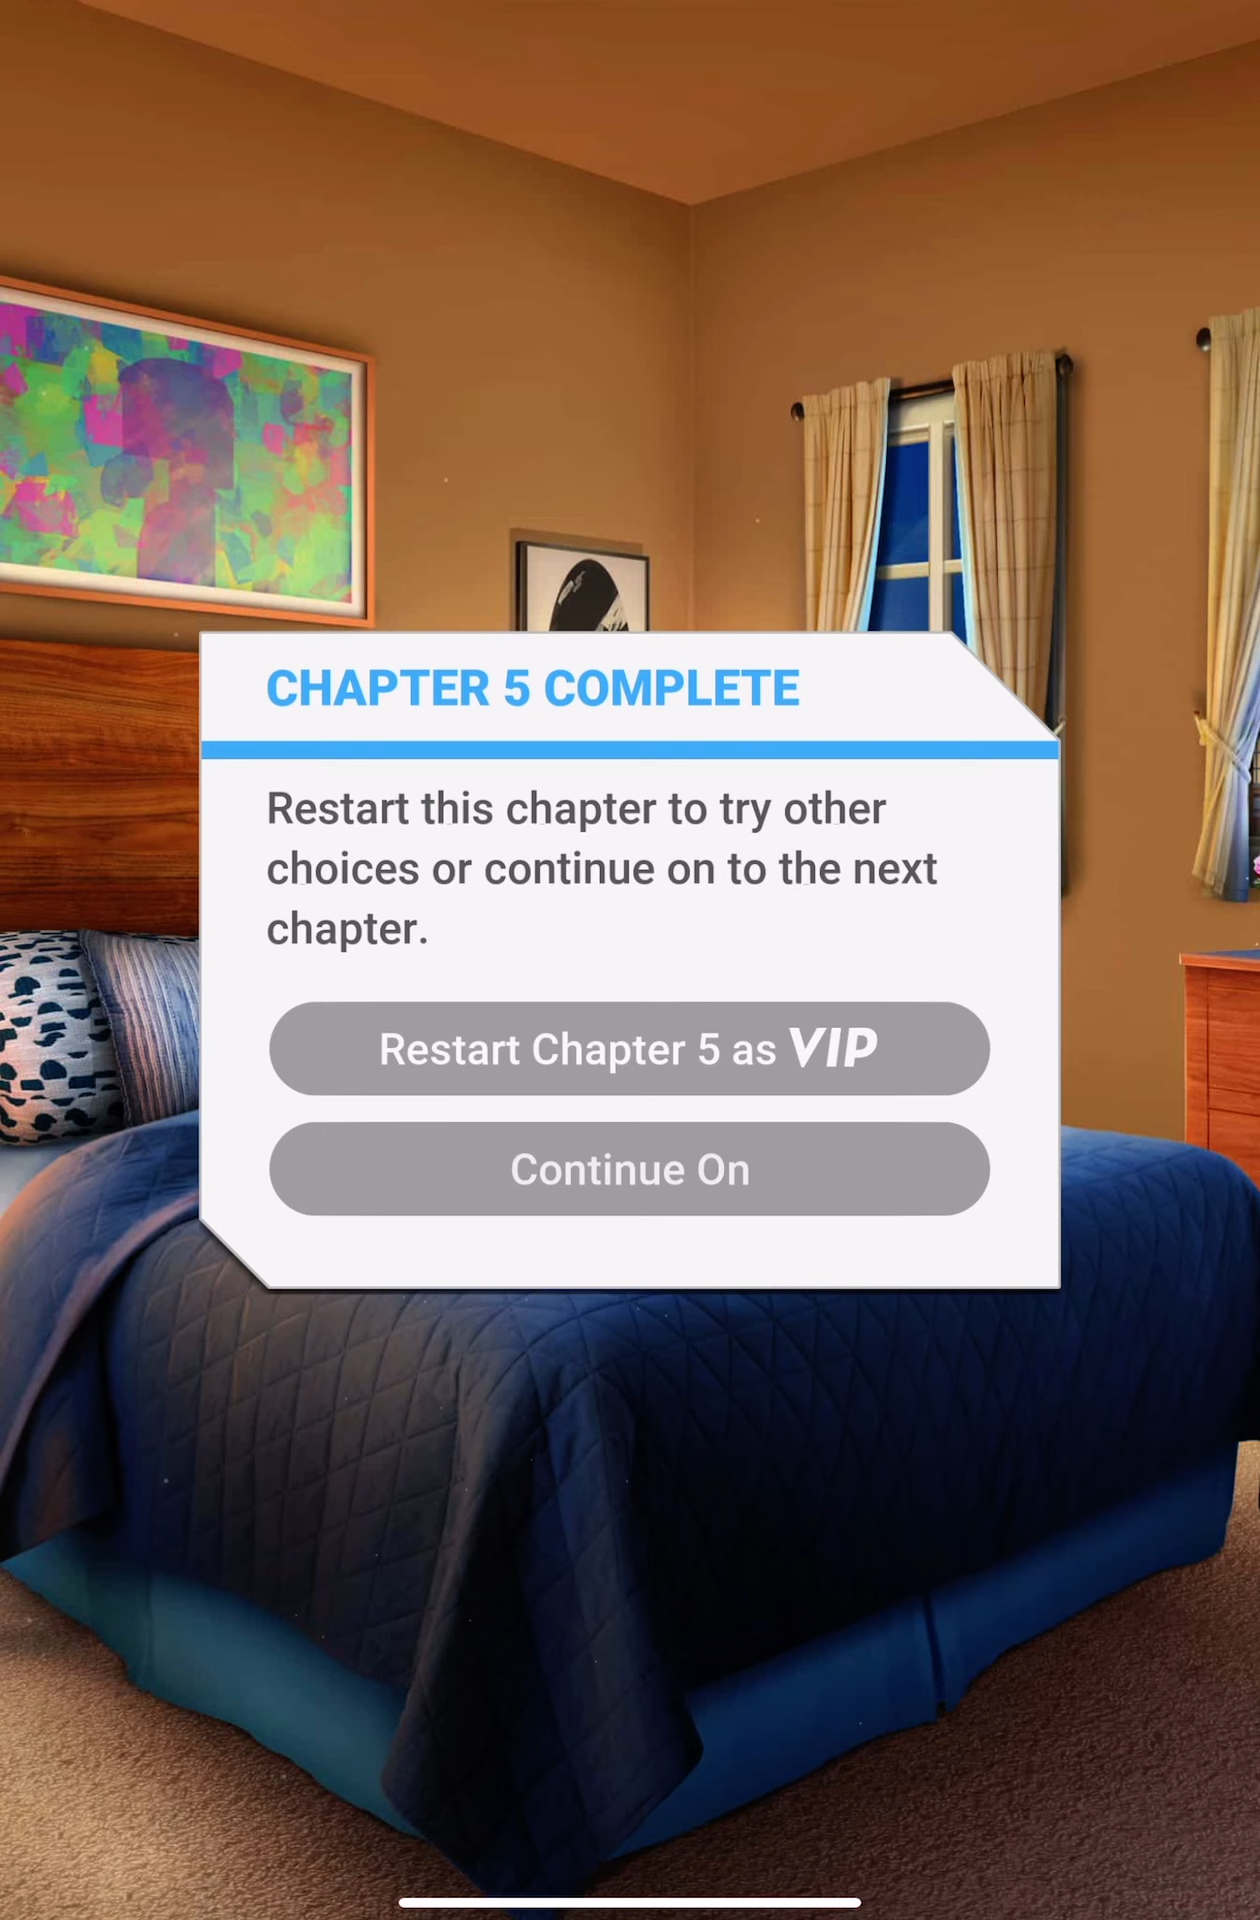 CHAPTER 5 COMPLETE
Restart this chapter to try other
choices or continue on to the next
chapter.
Restart Chapter 5 as VIP
Continue On